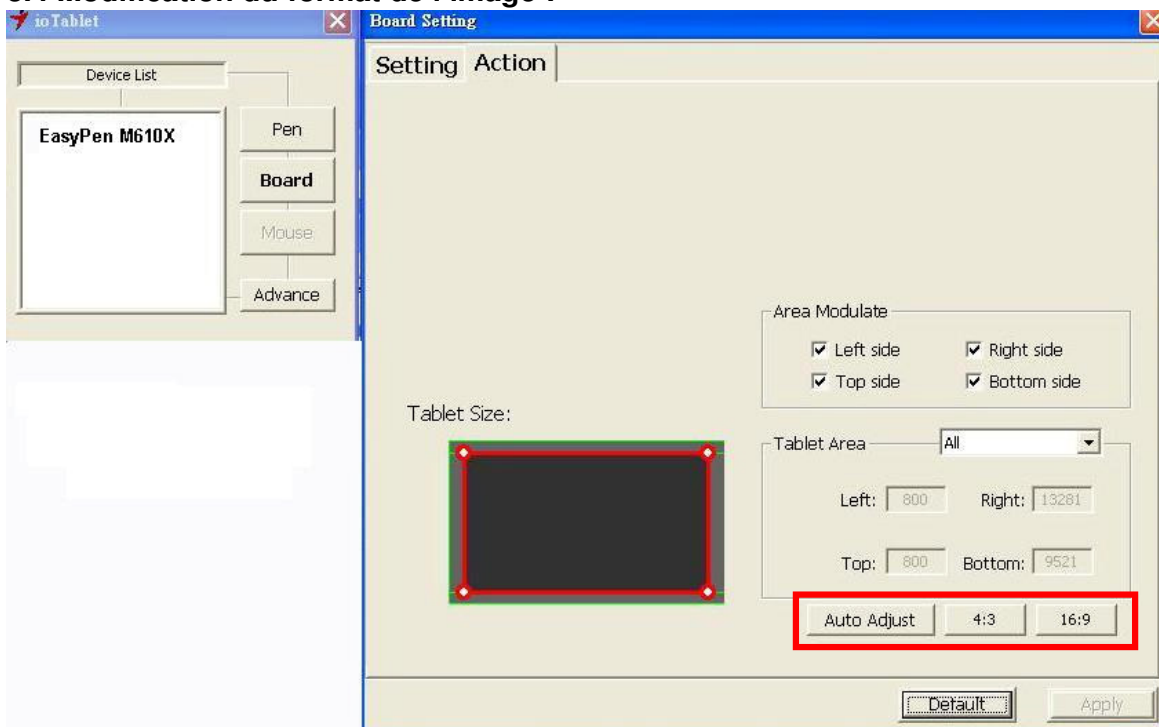 ioTablet
Device List
EasyPen M610X
Pen
Board
Mouse
Advance
Board Setting
Setting Action
Area Modulate
Left side Right side
Top side Bottom side
Tablet Size:
Tablet Area All
Left: 800 Right: 13281
Top: 800 Bottom: 9521
Auto Adjust 4:3 16:9
Default Apply